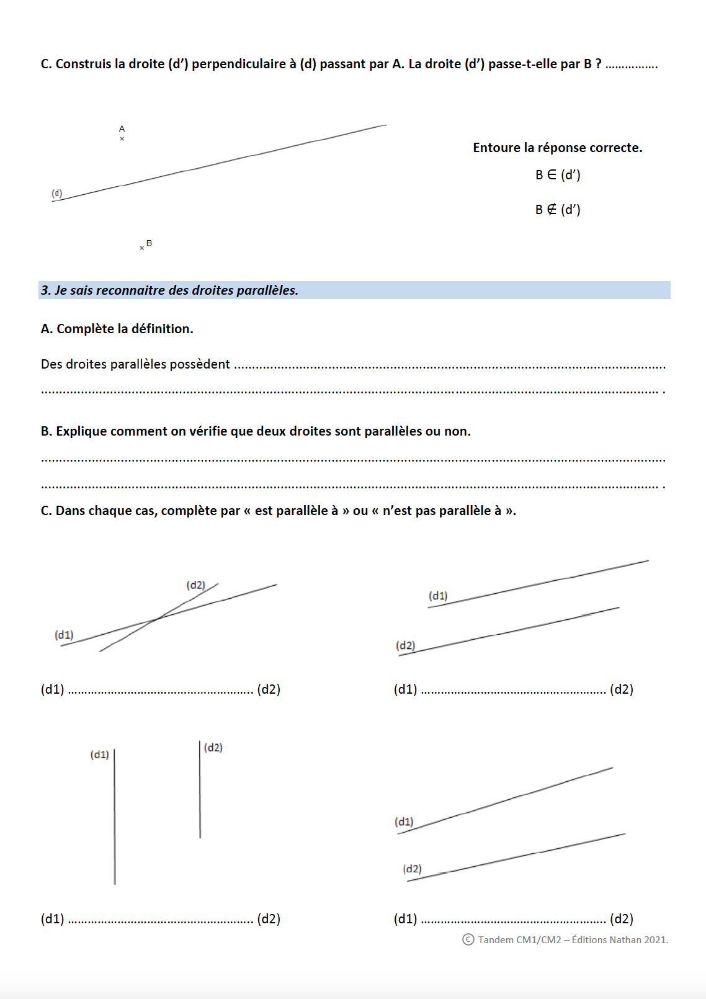 C. Construis la droite (d’) perpendiculaire à (d) passant par A. La droite (d’) passe-t-elle par B ? …………….
A
Entoure la réponse correcte.
B ∈ (d’)
(d)
B ∉ (d’)
B
3. Je sais reconnaitre des droites parallèles.
A. Complète la définition.
Des droites parallèles possèdent ........................................................................................................................
........................................................................................................................................................................... .
B. Explique comment on vérifie que deux droites sont parallèles ou non.
.............................................................................................................................................................................
........................................................................................................................................................................... .
C. Dans chaque cas, complète par « est parallèle à » ou « n’est pas parallèle à ».
(d2)
(d1)
(d1)
(d2)
(d1) ……………………………………………….. (d2)
(d1) ……………………………………………….. (d2)
(d1)
(d2)
(d1)
(d2)
(d1) ……………………………………………….. (d2)
(d1) ……………………………………………….. (d2)
© Tandem CM1/CM2 – Éditions Nathan 2021.